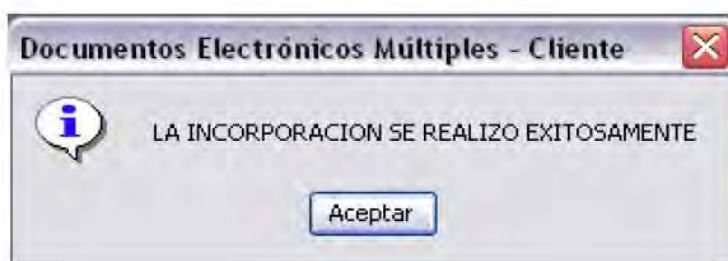 Documentos Electrónicos Múltiples - Cliente
LA INCORPORACION SE REALIZO EXITOSAMENTE
Aceptar